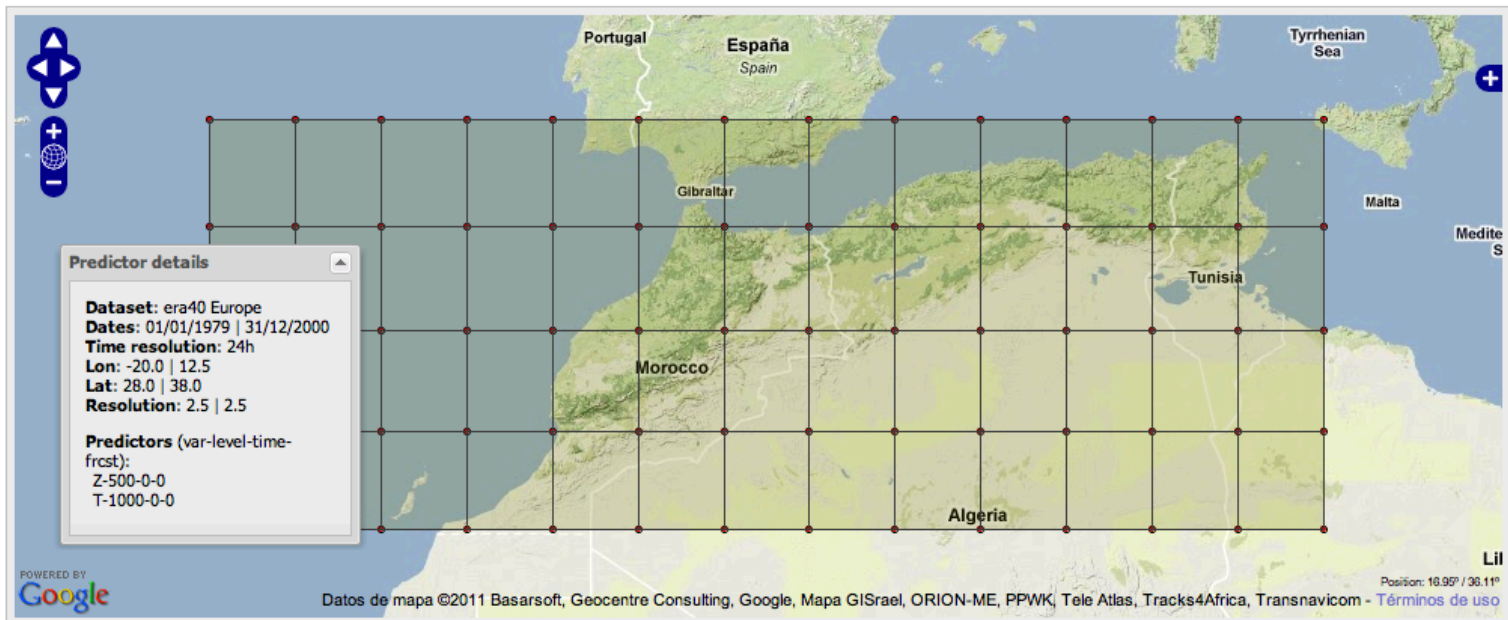 Portugal
España
Spain
Tyrrhenian
Sea
Gibraltar
Malta
Medite
S
Tunisia
Morocco
Algeria
Lil
Predictor details
Dataset: era40 Europe
Dates: 01/01/1979 | 31/12/2000
Time resolution: 24h
Lon: -20.0 | 12.5
Lat: 28.0 | 38.0
Resolution: 2.5 | 2.5
Predictors (var-level-time-
frcst):
Z-500-0-0
T-1000-0-0
POWERED BY
Google
Position: 16.95º / 36.11º
Datos de mapa ©2011 Basarsoft, Geocentre Consulting, Google, Mapa GISrael, ORION-ME, PPWK, Tele Atlas, Tracks4Africa, Transnavicom - Términos de uso